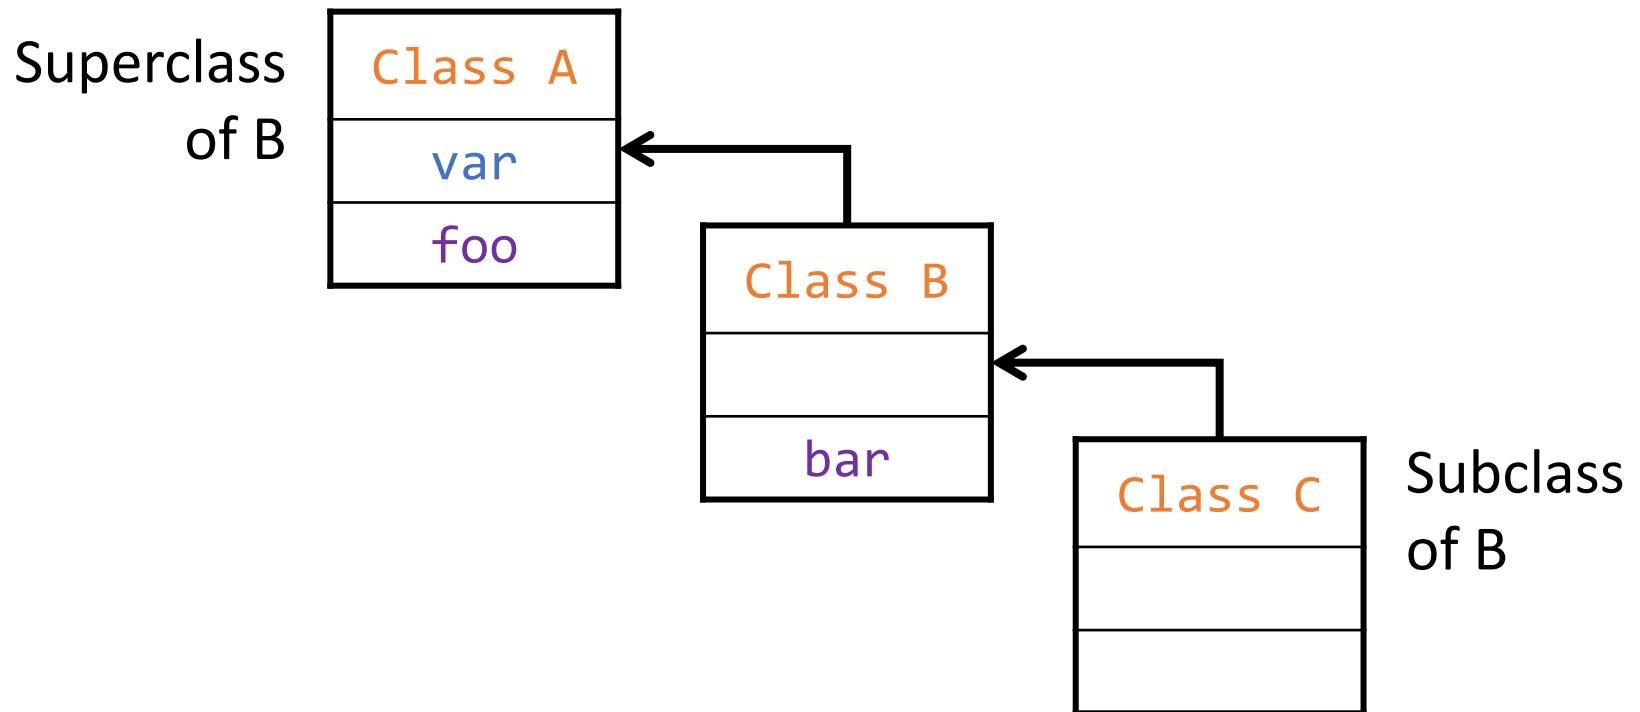 Superclass
of B
Class A
var
foo
Class B
bar
Class C
Subclass
of B